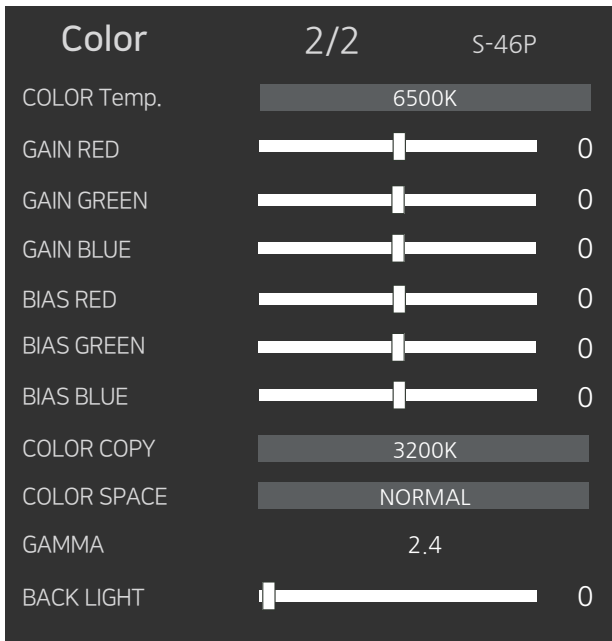 Color 2/2 S-46P
COLOR Temp. 6500K
GAIN RED 0
GAIN GREEN 0
GAIN BLUE 0
BIAS RED 0
BIAS GREEN 0
BIAS BLUE 0
COLOR COPY 3200K
COLOR SPACE NORMAL
GAMMA 2.4
BACK LIGHT 0